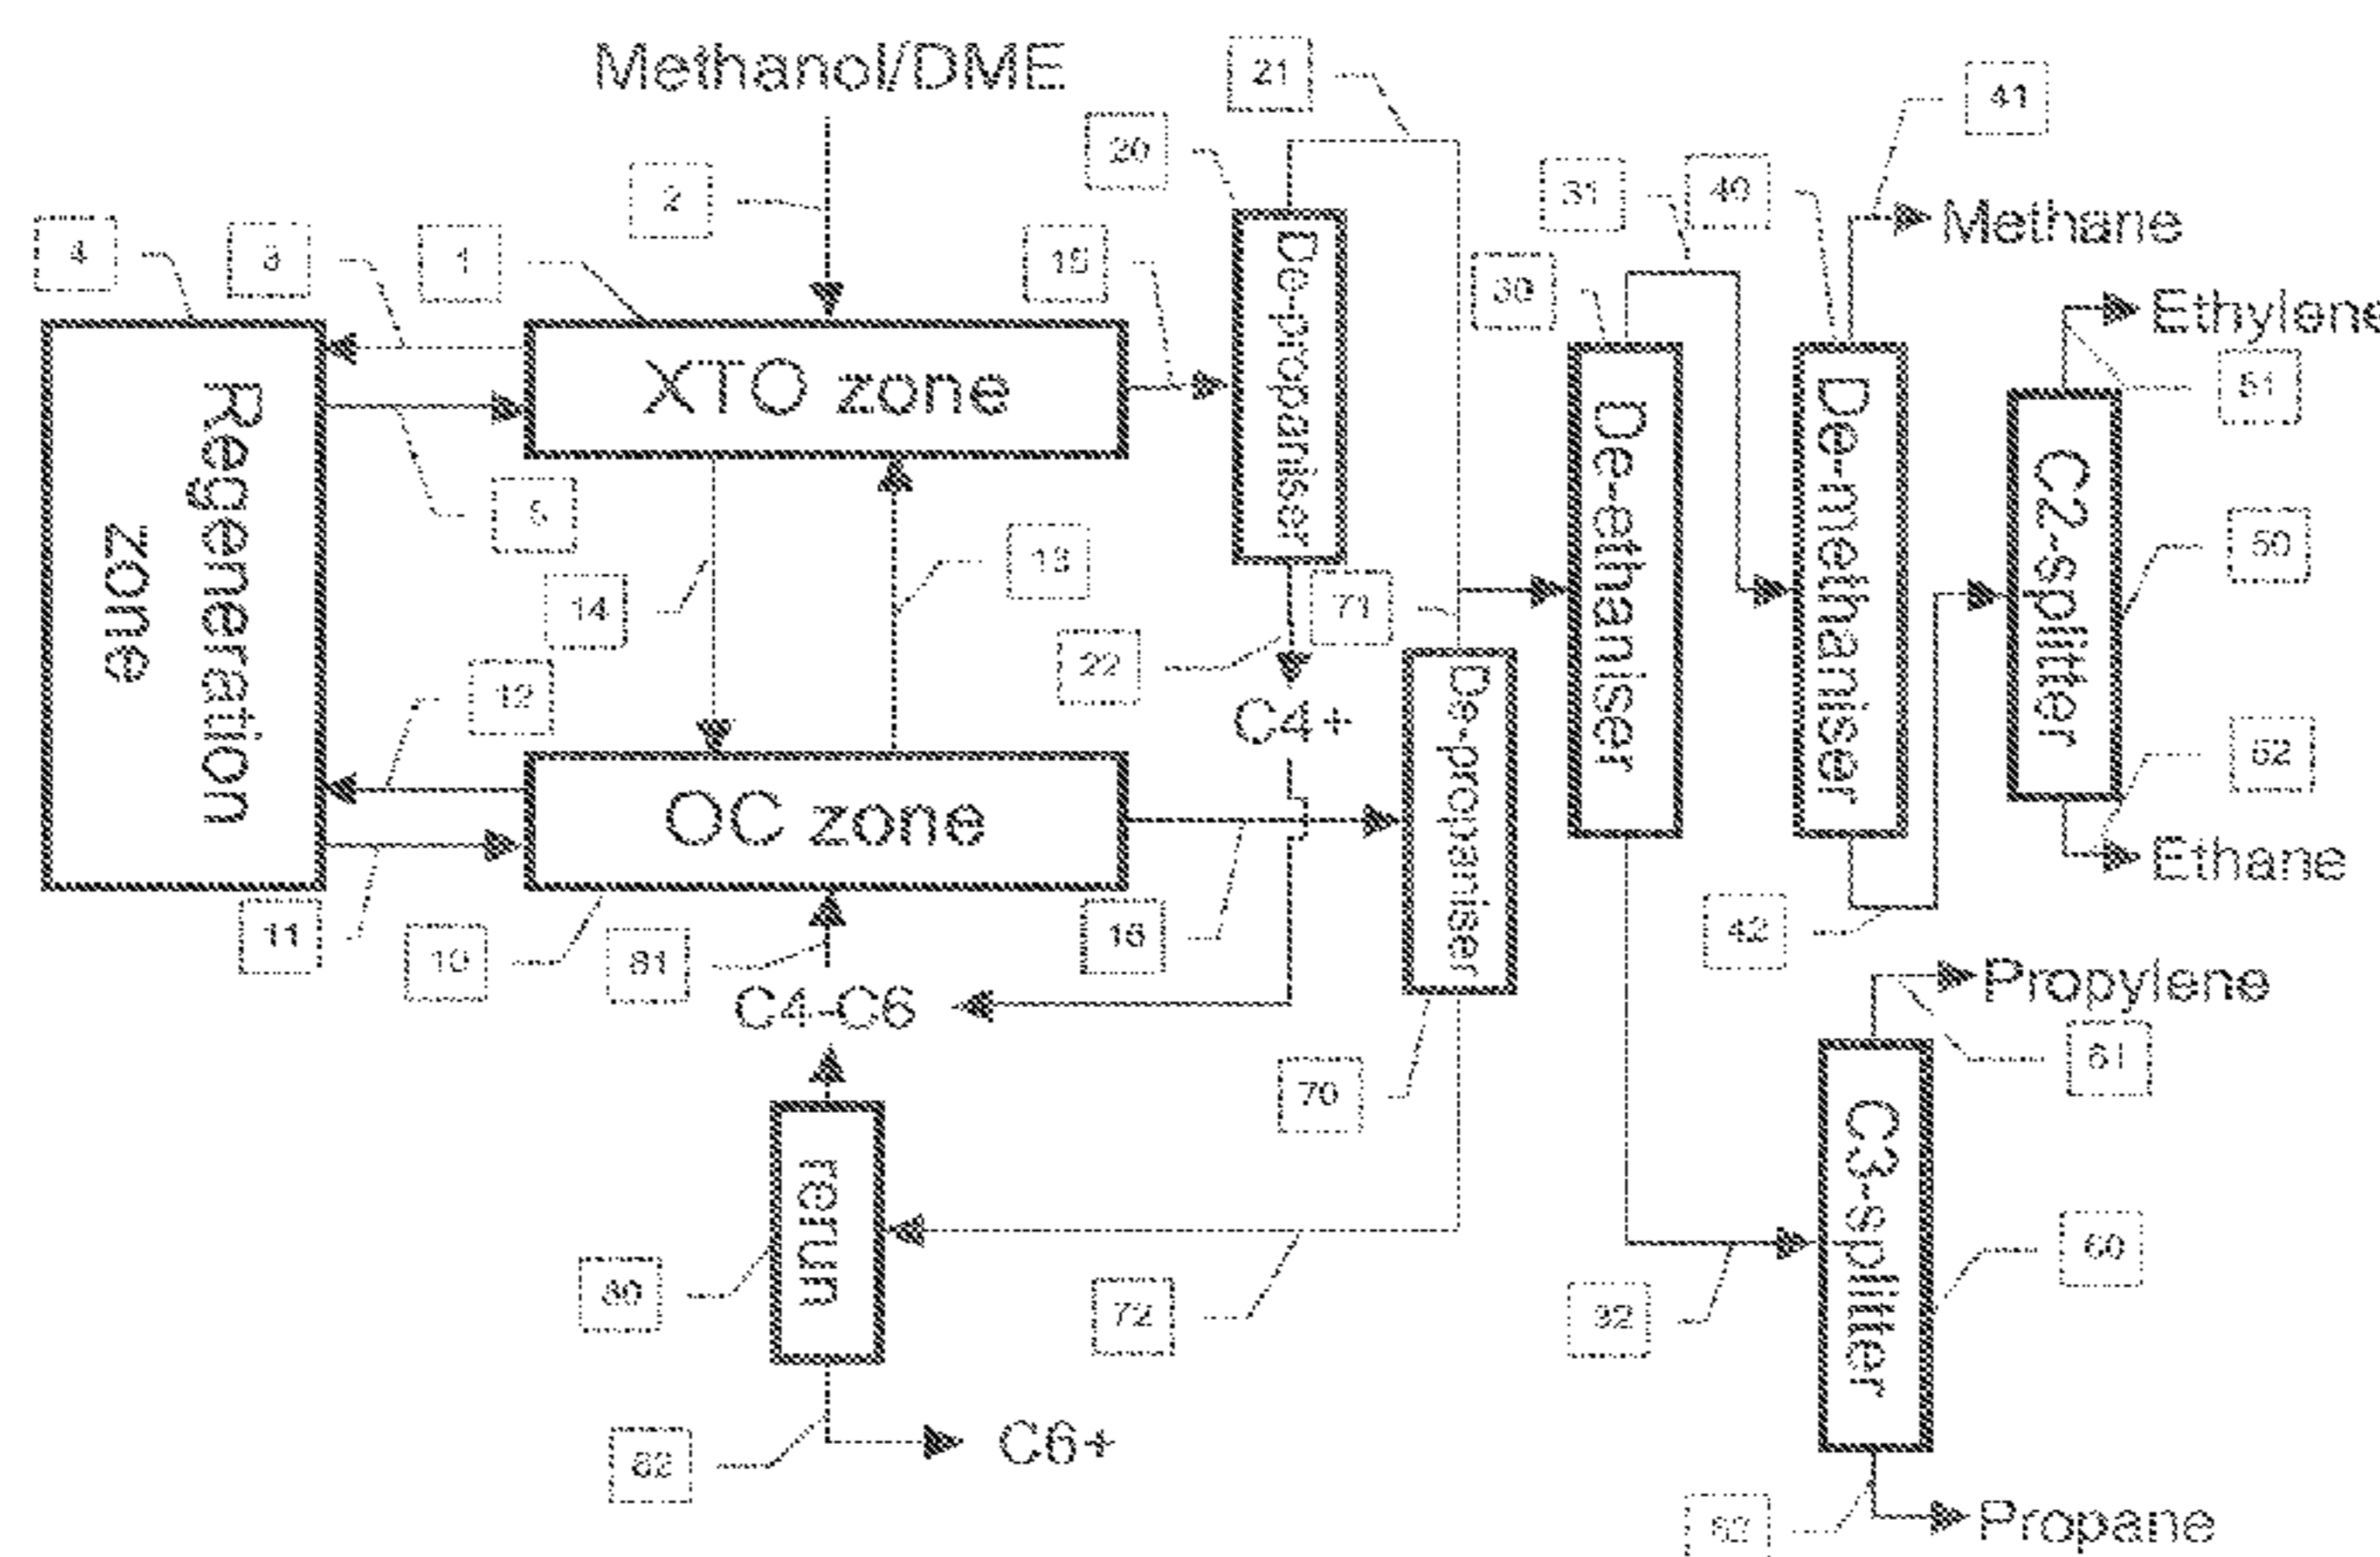 Methanol/DME
21
41
20
2
31
40
Methane
4
3
1
15
30
Ethylene
De-propaniser
XTO zone
51
Regeneration
zone
De-ethaniser
De-methaniser
C2-splitter
5
13
50
14
71
22
12
C4+
De-propaniser
52
OC zone
Ethane
11
10
81
16
42
C4-C6
Propylene
61
70
rerun
C3-splitter
80
72
32
60
82
C6+
62
Propane